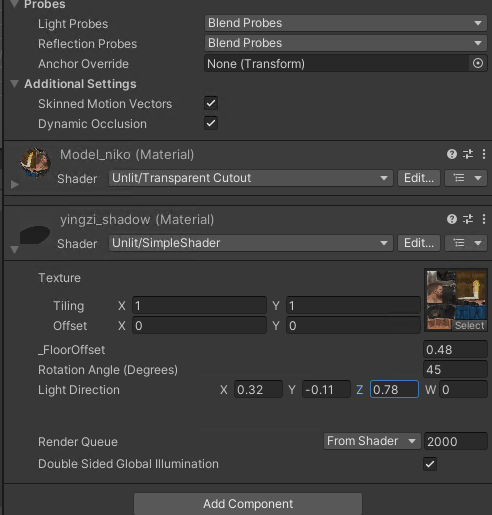 Probes
Light Probes Blend Probes
Reflection Probes Blend Probes
Anchor Override None (Transform)
Additional Settings
Skinned Motion Vectors
Dynamic Occlusion
Model_niko (Material)
Shader Unlit/Transparent Cutout Edit...
yingzi_shadow (Material)
Shader Unlit/SimpleShader Edit...
Texture
Tiling X 1 Y 1
Offset X 0 Y 0
Select
_FloorOffset 0.48
Rotation Angle (Degrees) 45
Light Direction X 0.32 Y -0.11 Z 0.78 W 0
Render Queue From Shader 2000
Double Sided Global Illumination
Add Component